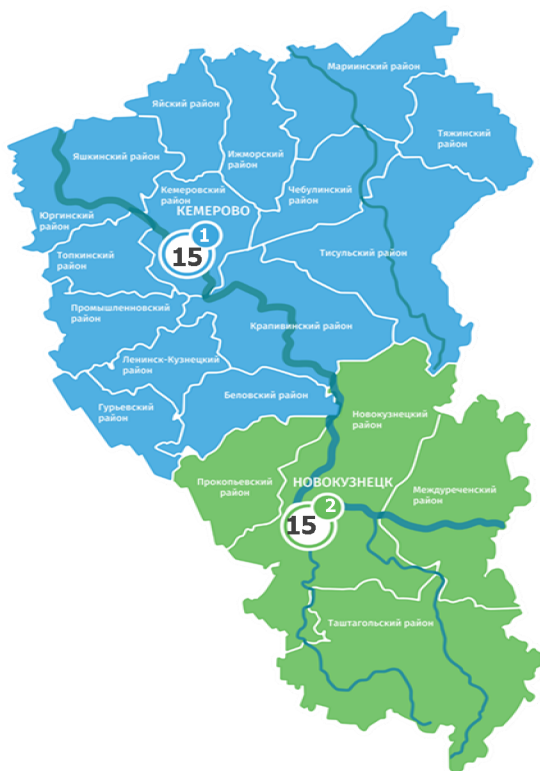 Мариинский район
Яйский
район
Тяжинский
район
Яшкинский район
Ижморский
район
Кемеровский
район
Чебулинский
район
КЕМЕРОВО
Юргинский
район
1
15
Топкинский
район
Тисульский
район
Промышленновский
район
Крапивинский район
Ленинск-Кузнецкий
район
Гурьевский
район
Беловский район
Новокузнецкий
район
Прокопьевский
район
НОВОКУЗНЕЦК
Междуреченский
район
2
15
Таштагольский район